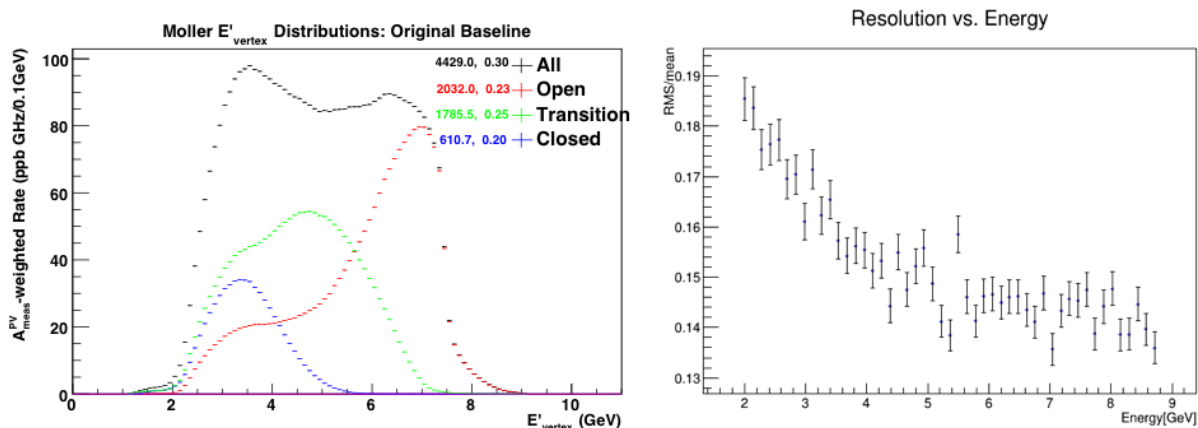 Moller E'vertex Distributions: Original Baseline
A^PV_meas-weighted Rate (ppb GHz/0.1GeV)
100
80
60
40
20
0
4429.0, 0.30 All
2032.0, 0.23 Open
1785.5, 0.25 Transition
610.7, 0.20 Closed
0 2 4 6 8 10
E'vertex (GeV)
Resolution vs. Energy
RMS/mean
0.19
0.18
0.17
0.16
0.15
0.14
0.13
2 3 4 5 6 7 8 9
Energy[GeV]